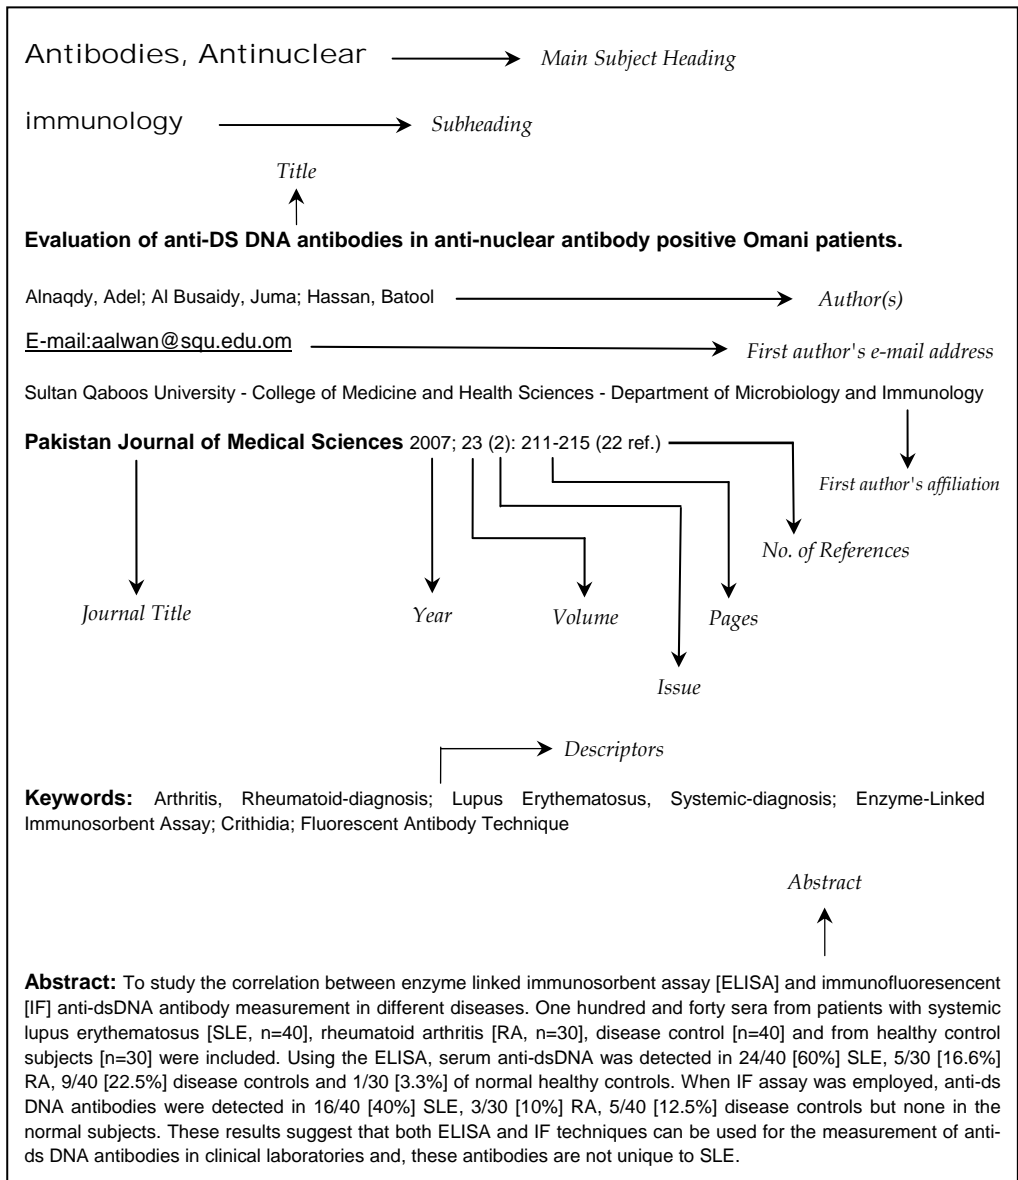 Antibodies, Antinuclear Main Subject Heading
immunology Subheading
Title
Evaluation of anti-DS DNA antibodies in anti-nuclear antibody positive Omani patients.
Alnaqdy, Adel; Al Busaidy, Juma; Hassan, Batool Author(s)
E-mail:aalwan@squ.edu.om First author's e-mail address
Sultan Qaboos University - College of Medicine and Health Sciences - Department of Microbiology and Immunology
Pakistan Journal of Medical Sciences 2007; 23 (2): 211-215 (22 ref.)
First author's affiliation
No. of References
Journal Title Year Volume Pages
Issue
Descriptors
Keywords: Arthritis, Rheumatoid-diagnosis; Lupus Erythematosus, Systemic-diagnosis; Enzyme-Linked
Immunosorbent Assay; Crithidia; Fluorescent Antibody Technique
Abstract
Abstract: To study the correlation between enzyme linked immunosorbent assay [ELISA] and immunofluoresencent
[IF] anti-dsDNA antibody measurement in different diseases. One hundred and forty sera from patients with systemic
lupus erythematosus [SLE, n=40], rheumatoid arthritis [RA, n=30], disease control [n=40] and from healthy control
subjects [n=30] were included. Using the ELISA, serum anti-dsDNA was detected in 24/40 [60%] SLE, 5/30 [16.6%]
RA, 9/40 [22.5%] disease controls and 1/30 [3.3%] of normal healthy controls. When IF assay was employed, anti-ds
DNA antibodies were detected in 16/40 [40%] SLE, 3/30 [10%] RA, 5/40 [12.5%] disease controls but none in the
normal subjects. These results suggest that both ELISA and IF techniques can be used for the measurement of anti-
ds DNA antibodies in clinical laboratories and, these antibodies are not unique to SLE.